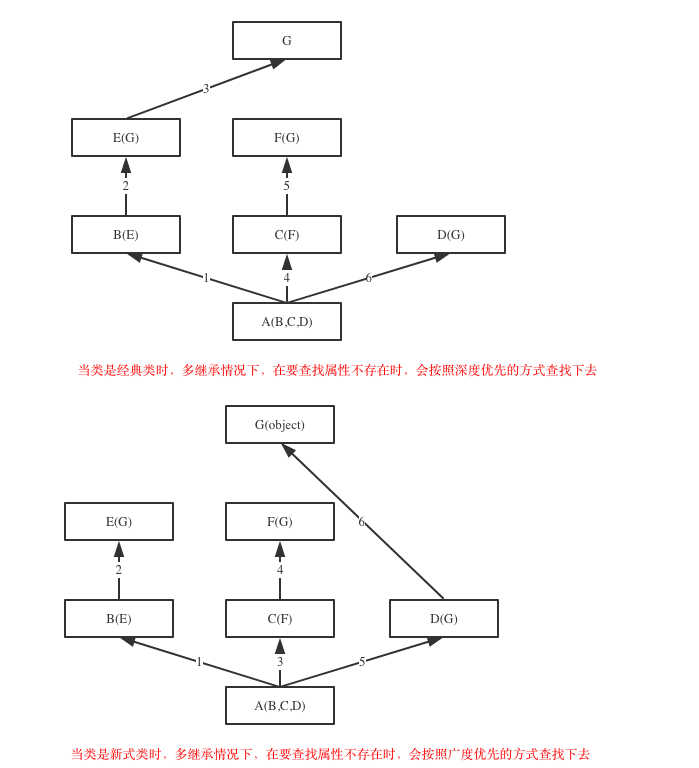 G
3
E(G)
F(G)
2
5
B(E)
C(F)
D(G)
1
4
6
A(B,C,D)
当类是经典类时，多继承情况下，在要查找属性不存在时，会按照深度优先的方式查找下去
G(object)
E(G)
F(G)
6
2
4
B(E)
C(F)
D(G)
1
3
5
A(B,C,D)
当类是新式类时，多继承情况下，在要查找属性不存在时，会按照广度优先的方式查找下去